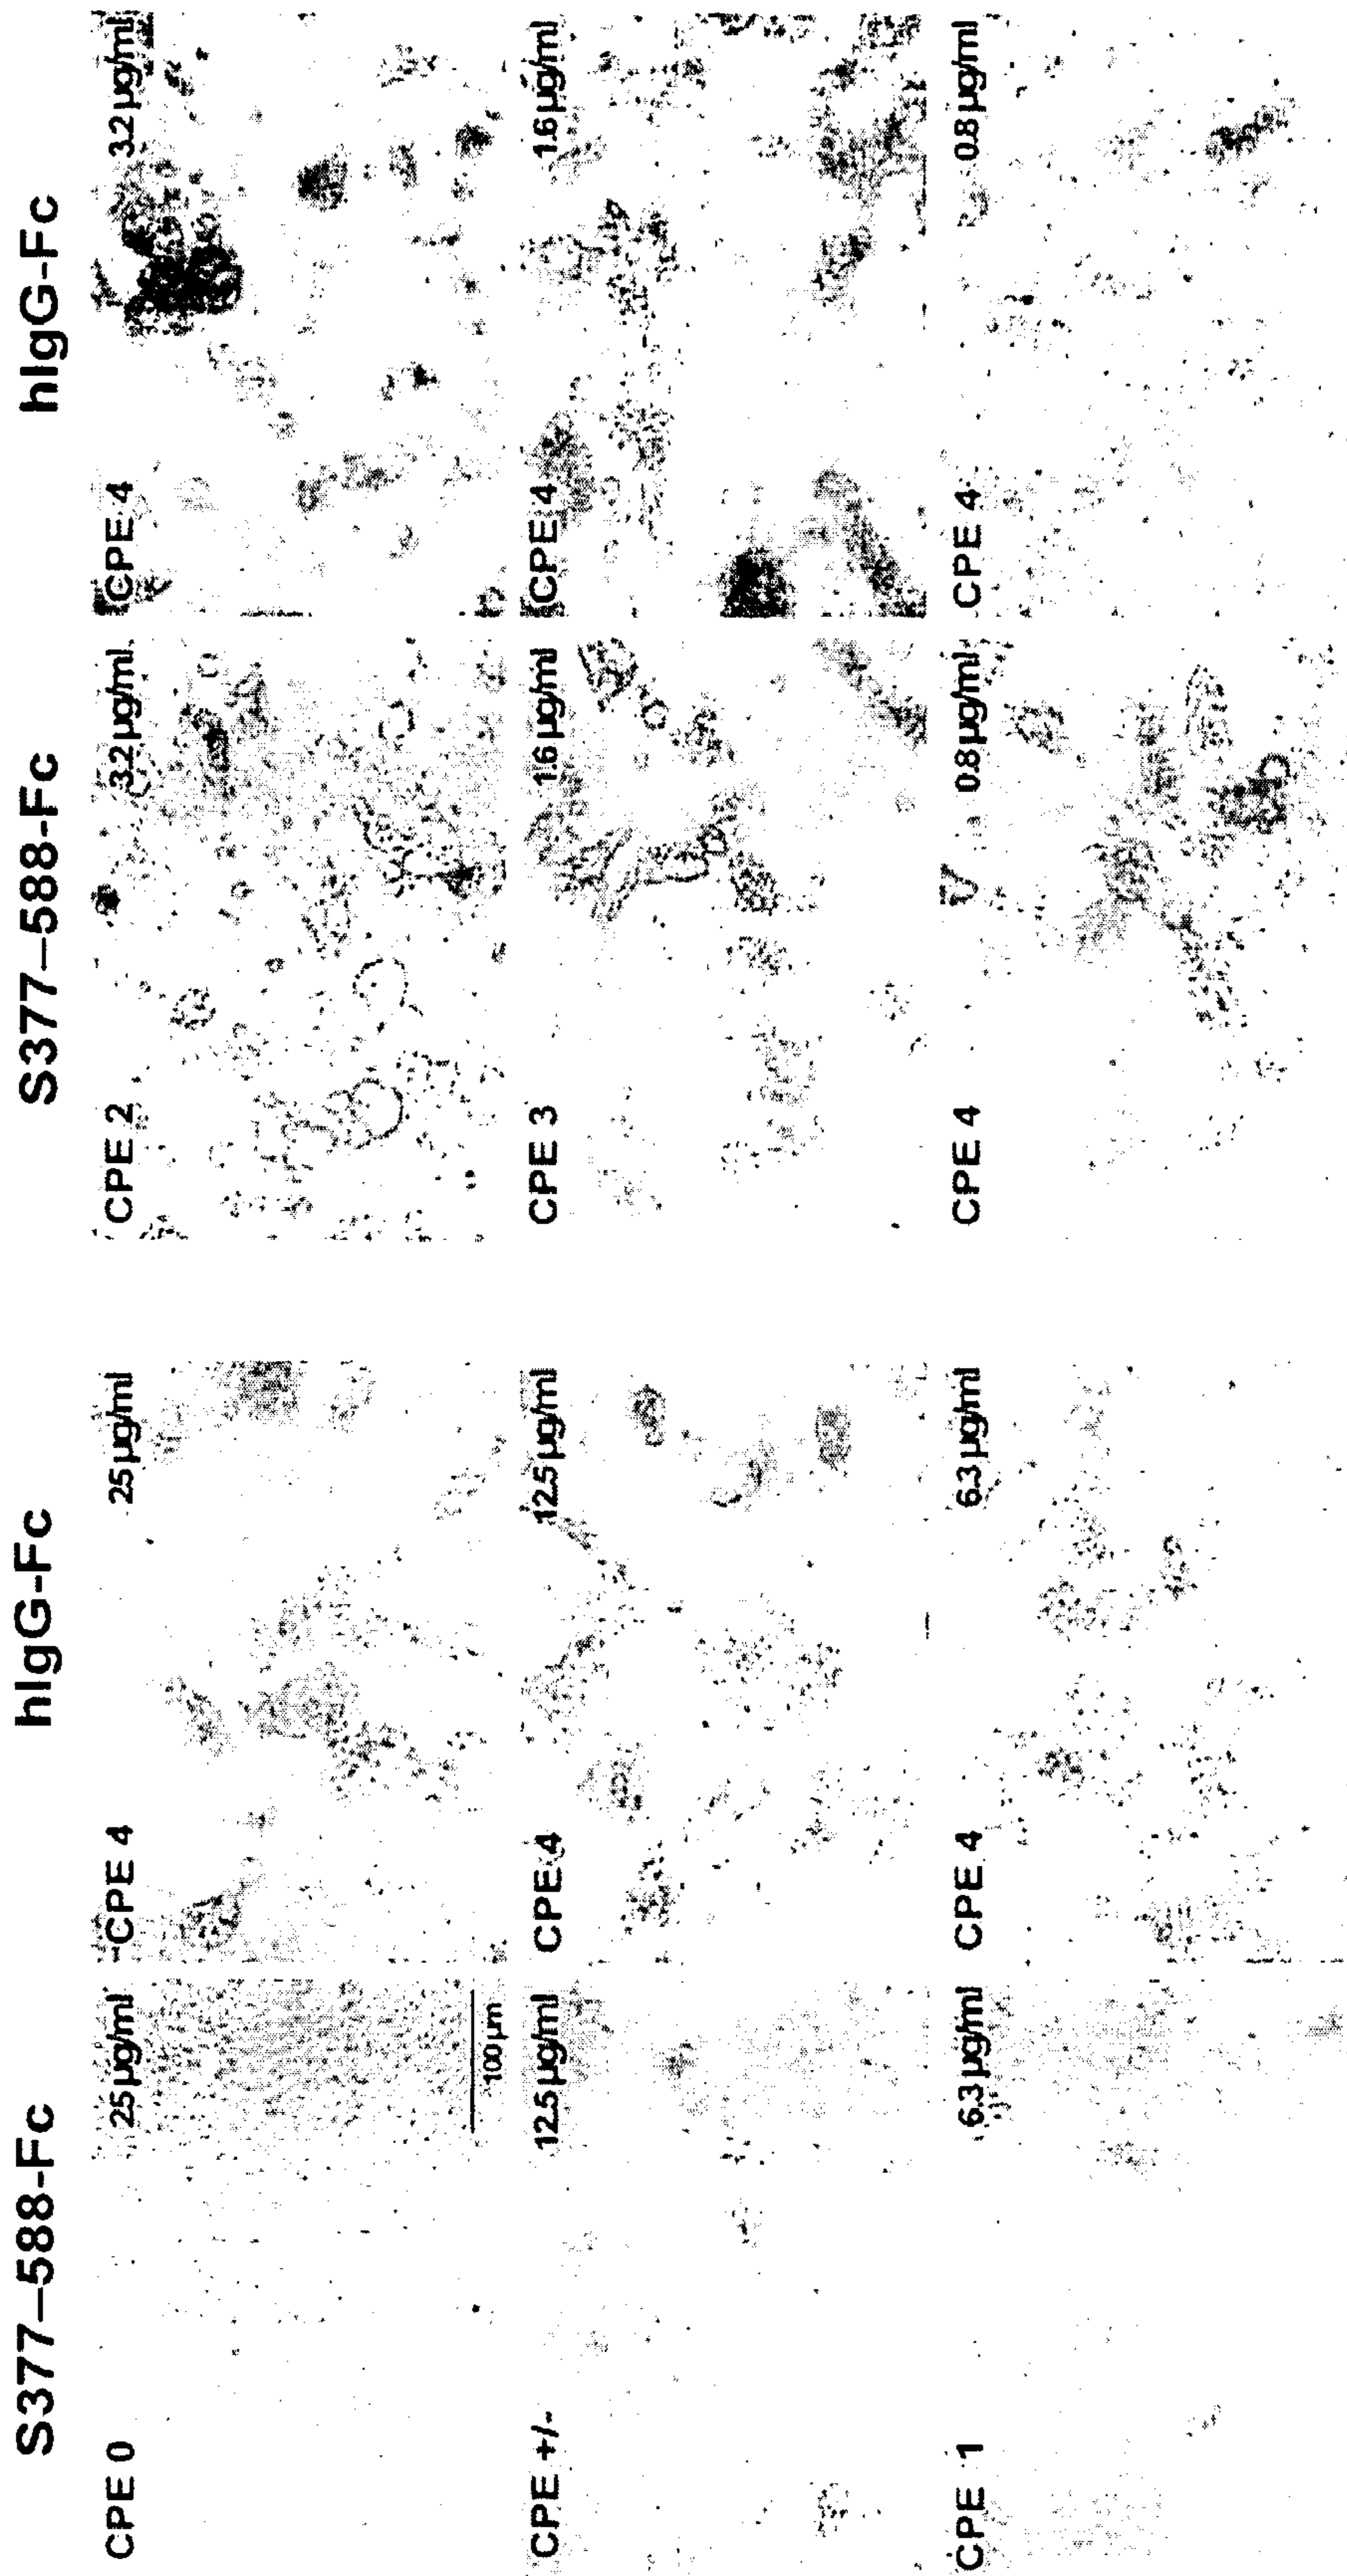 S377–588-Fc hIgG-Fc S377–588-Fc hIgG-Fc
CPE 0 25 µg/ml CPE 4 25 µg/ml CPE 2 3.2 µg/ml CPE 4 3.2 µg/ml
100 µm
CPE +/- 12.5 µg/ml CPE 4 12.5 µg/ml CPE 3 1.6 µg/ml CPE 4 1.6 µg/ml
CPE 1 6.3 µg/ml CPE 4 6.3 µg/ml CPE 4 0.8 µg/ml CPE 4 0.8 µg/ml